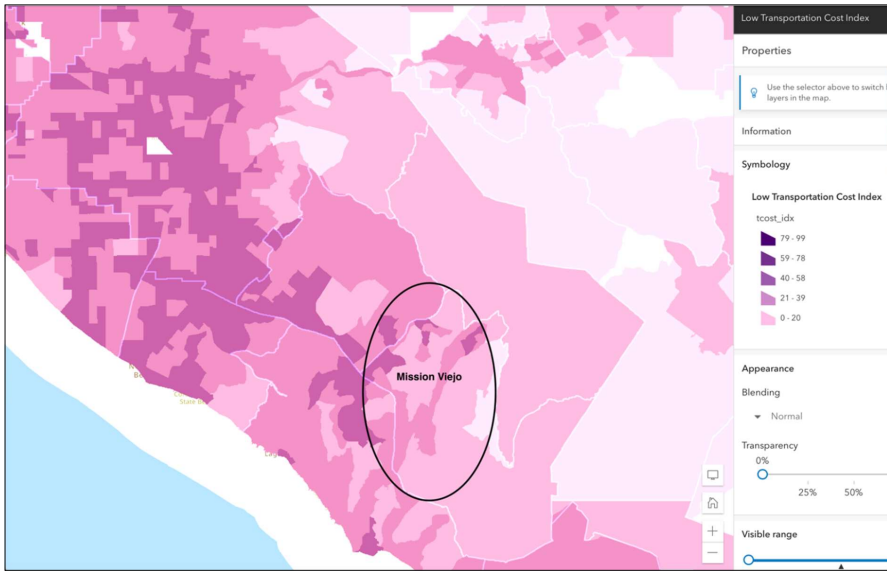 Low Transportation Cost Index
Properties
Use the selector above to switch
layers in the map.
Information
Symbology
Low Transportation Cost Index
tcost_idx
79 - 99
59 - 78
40 - 58
21 - 39
0 - 20
Mission Viejo
State
Appearance
Blending
Normal
Transparency
0%
25%
50%
Visible range